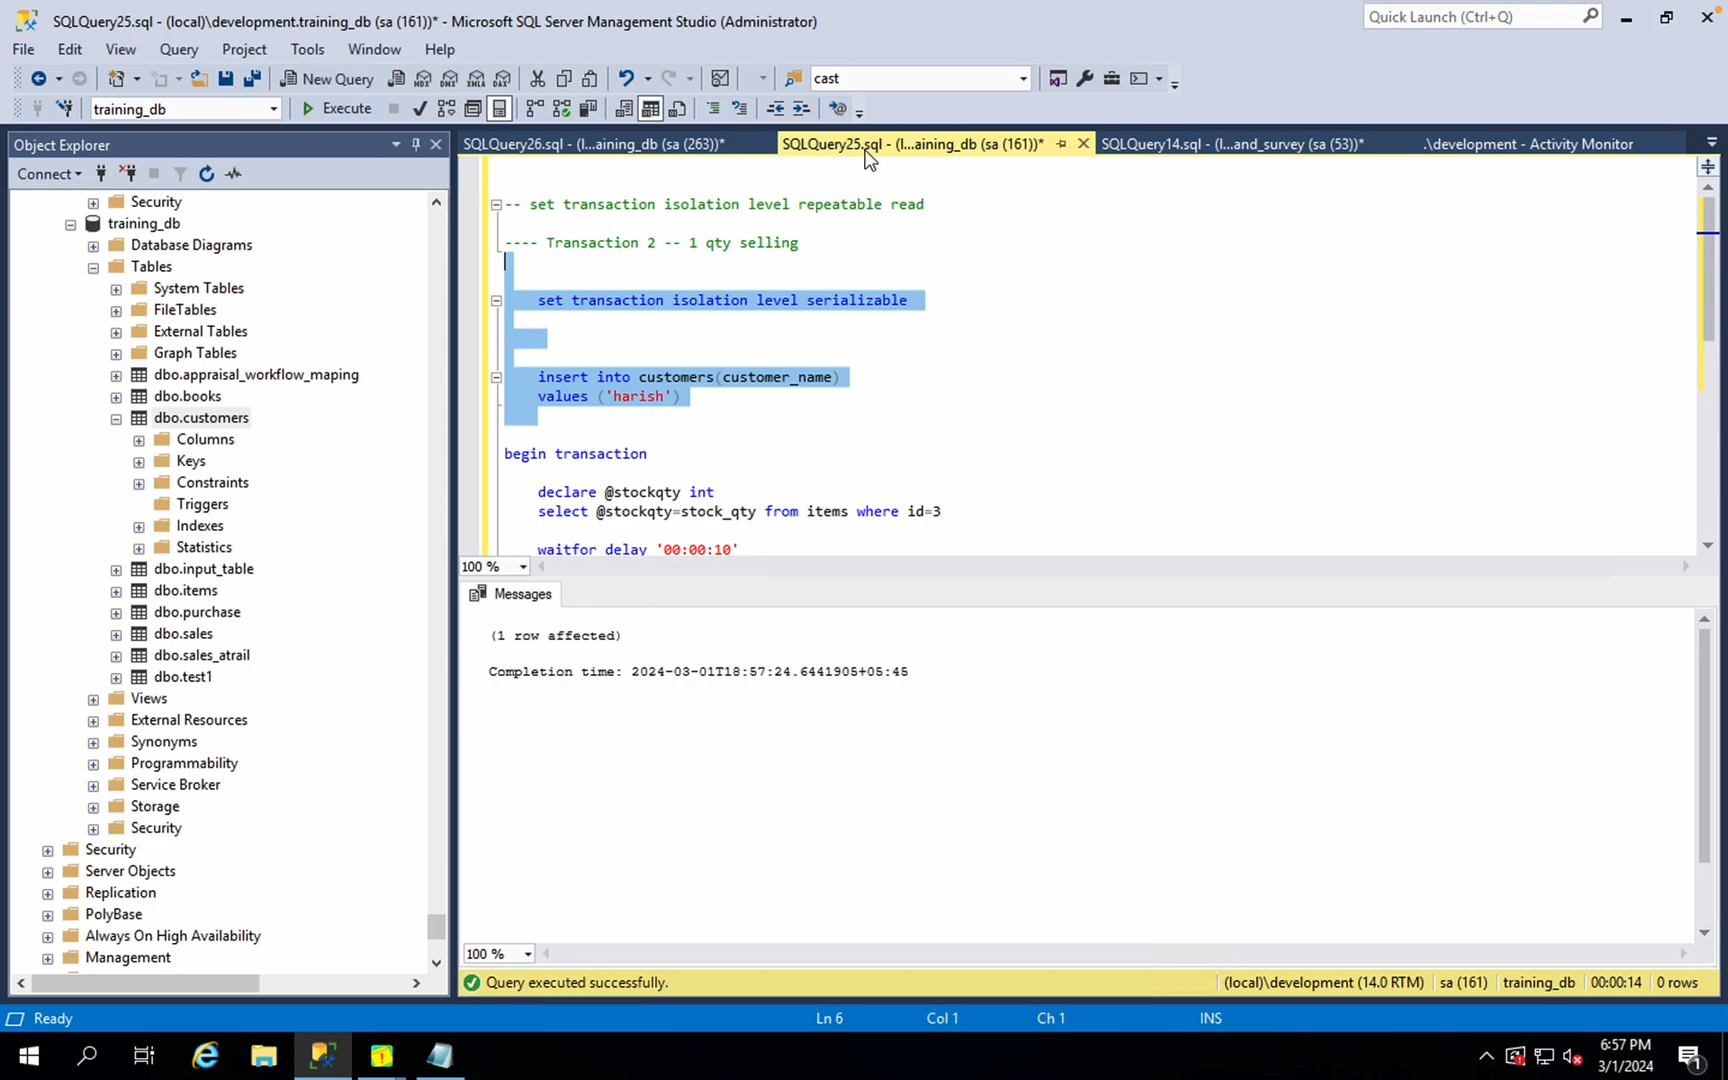 SQLQuery25.sql - (local)\development.training_db (sa (161))* - Microsoft SQL Server Management Studio (Administrator)
Quick Launch (Ctrl+Q)
File Edit View Query Project Tools Window Help
New Query
MDX DMX XMLA DAX
cast
training_db
Execute
Object Explorer
SQLQuery26.sql - (l...aining_db (sa (263))*
SQLQuery25.sql - (l...aining_db (sa (161))*
SQLQuery14.sql - (l...and_survey (sa (53))*
.\development - Activity Monitor
Connect
Security
training_db
Database Diagrams
Tables
System Tables
FileTables
External Tables
Graph Tables
dbo.appraisal_workflow_maping
dbo.books
dbo.customers
Columns
Keys
Constraints
Triggers
Indexes
Statistics
dbo.input_table
dbo.items
dbo.purchase
dbo.sales
dbo.sales_atrail
dbo.test1
Views
External Resources
Synonyms
Programmability
Service Broker
Storage
Security
Security
Server Objects
Replication
PolyBase
Always On High Availability
Management
-- set transaction isolation level repeatable read
---- Transaction 2 -- 1 qty selling
set transaction isolation level serializable
insert into customers(customer_name)
values ('harish')
begin transaction
declare @stockqty int
select @stockqty=stock_qty from items where id=3
waitfor delay '00:00:10'
100 %
Messages
(1 row affected)
Completion time: 2024-03-01T18:57:24.6441905+05:45
100 %
Query executed successfully.
(local)\development (14.0 RTM)
sa (161)
training_db
00:00:14
0 rows
Ready
Ln 6
Col 1
Ch 1
INS
6:57 PM
3/1/2024
1